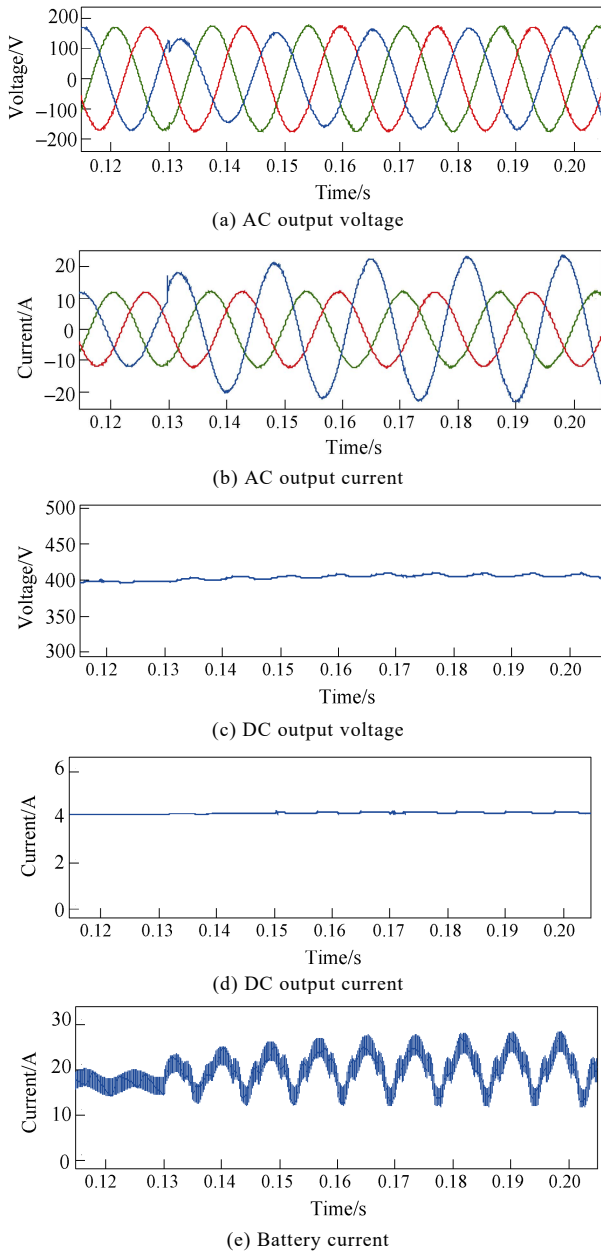 200
100
0
−100
−200
Voltage/V
0.12 0.13 0.14 0.15 0.16 0.17 0.18 0.19 0.20
Time/s
(a) AC output voltage
20
10
0
−10
−20
Current/A
0.12 0.13 0.14 0.15 0.16 0.17 0.18 0.19 0.20
Time/s
(b) AC output current
500
450
400
350
300
Voltage/V
0.12 0.13 0.14 0.15 0.16 0.17 0.18 0.19 0.20
Time/s
(c) DC output voltage
6
4
2
0
Current/A
0.12 0.13 0.14 0.15 0.16 0.17 0.18 0.19 0.20
Time/s
(d) DC output current
30
20
10
0
Current/A
0.12 0.13 0.14 0.15 0.16 0.17 0.18 0.19 0.20
Time/s
(e) Battery current